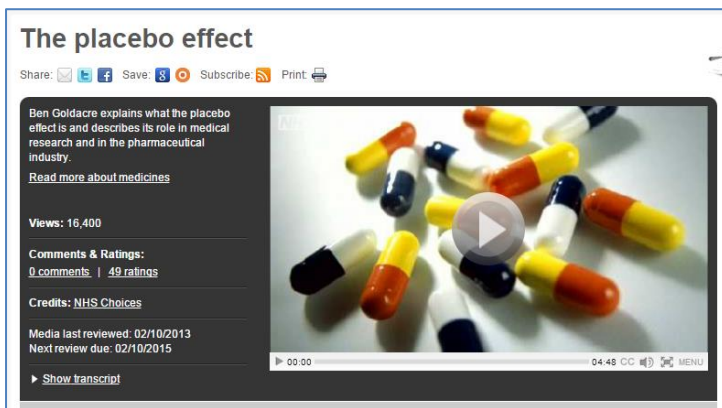 The placebo effect
Share: Save: Subscribe: Print:
Ben Goldacre explains what the placebo
effect is and describes its role in medical
research and in the pharmaceutical
industry.
Read more about medicines
Views: 16,400
Comments & Ratings:
0 comments | 49 ratings
Credits: NHS Choices
Media last reviewed: 02/10/2013
Next review due: 02/10/2015
Show transcript
NHS
00:00 04:48 CC MENU